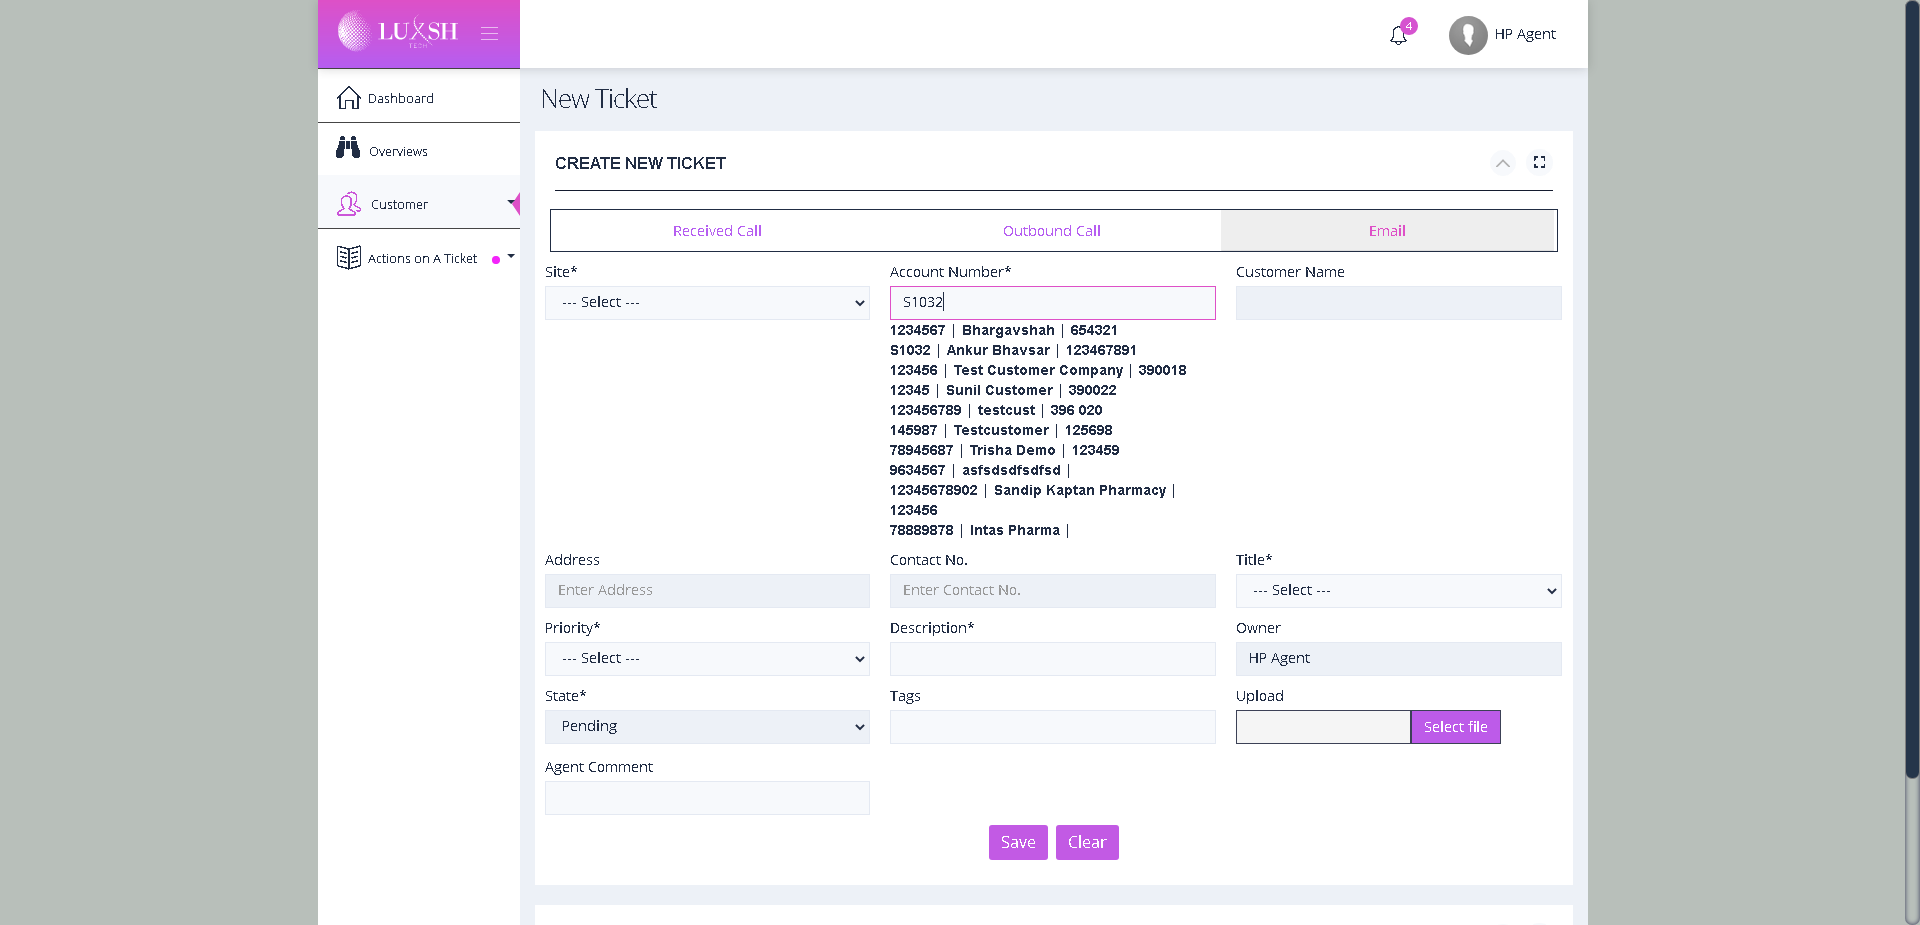 LUXSH
TECH
4
HP Agent
Dashboard
Overviews
Customer
Actions on A Ticket
New Ticket
CREATE NEW TICKET
Received Call
Outbound Call
Email
Site*
Account Number*
Customer Name
--- Select ---
S1032
1234567 | Bhargavshah | 654321
S1032 | Ankur Bhavsar | 123467891
123456 | Test Customer Company | 390018
12345 | Sunil Customer | 390022
123456789 | testcust | 396 020
145987 | Testcustomer | 125698
78945687 | Trisha Demo | 123459
9634567 | asfsdsdfsdfsd |
12345678902 | Sandip Kaptan Pharmacy |
123456
78889878 | Intas Pharma |
Address
Contact No.
Title*
Enter Address
Enter Contact No.
--- Select ---
Priority*
Description*
Owner
--- Select ---
HP Agent
State*
Tags
Upload
Pending
Select file
Agent Comment
Save
Clear